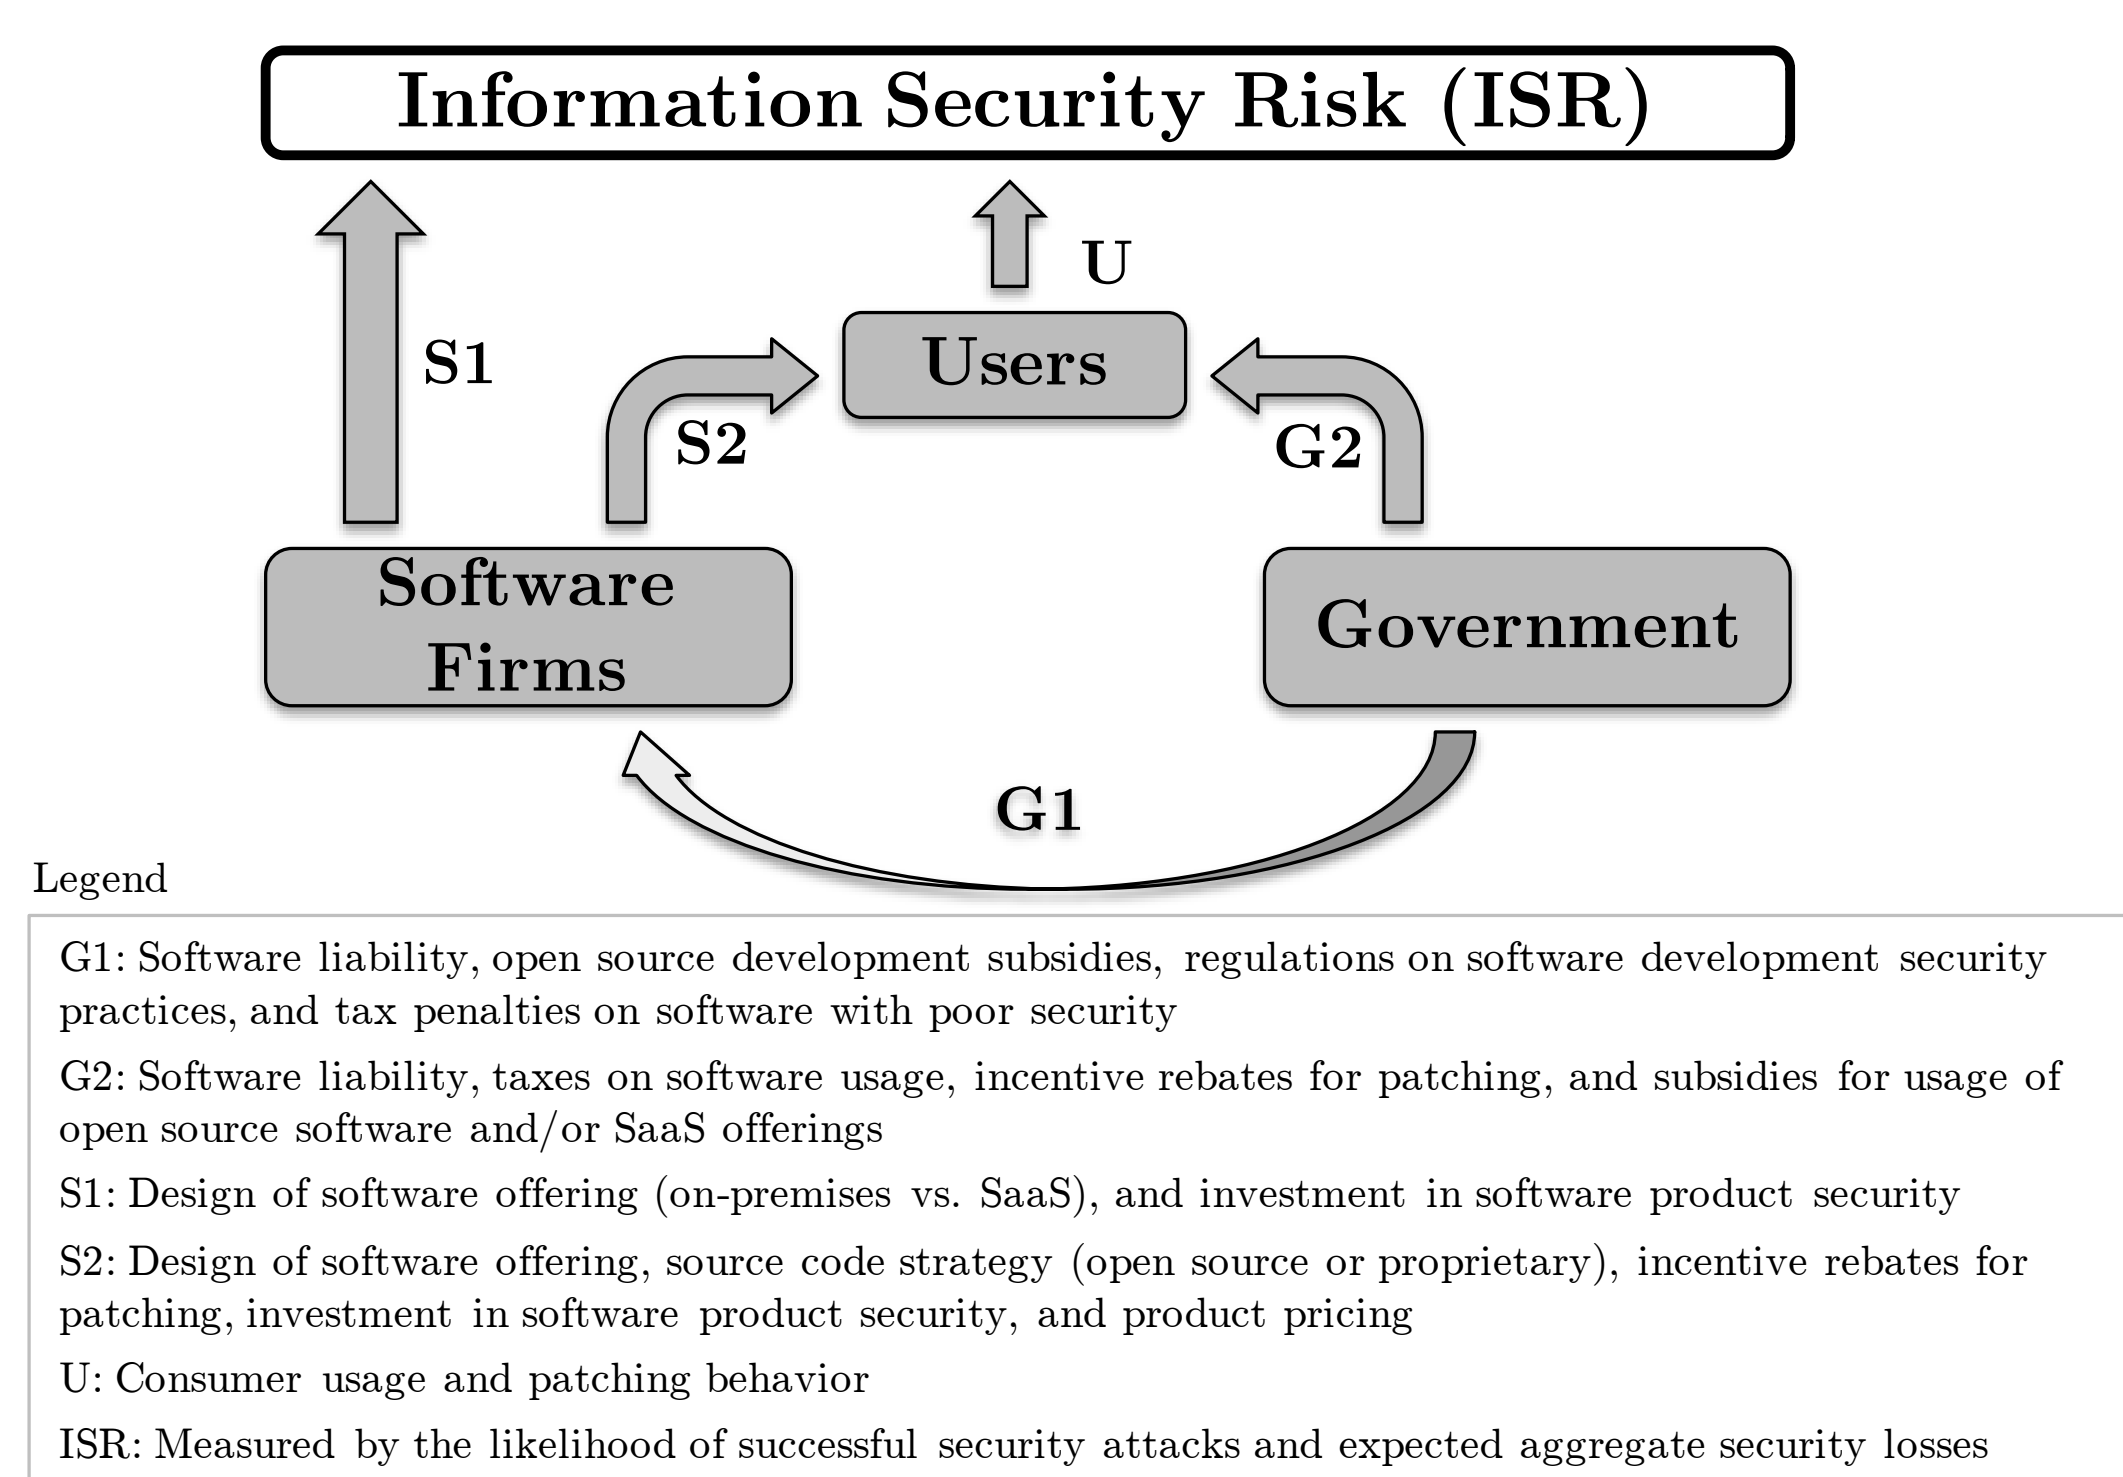 Information Security Risk (ISR)
U
Users
S1
S2
G2
Software
Firms
Government
G1
Legend
G1: Software liability, open source development subsidies, regulations on software development security
practices, and tax penalties on software with poor security
G2: Software liability, taxes on software usage, incentive rebates for patching, and subsidies for usage of
open source software and/or SaaS offerings
S1: Design of software offering (on-premises vs. SaaS), and investment in software product security
S2: Design of software offering, source code strategy (open source or proprietary), incentive rebates for
patching, investment in software product security, and product pricing
U: Consumer usage and patching behavior
ISR: Measured by the likelihood of successful security attacks and expected aggregate security losses